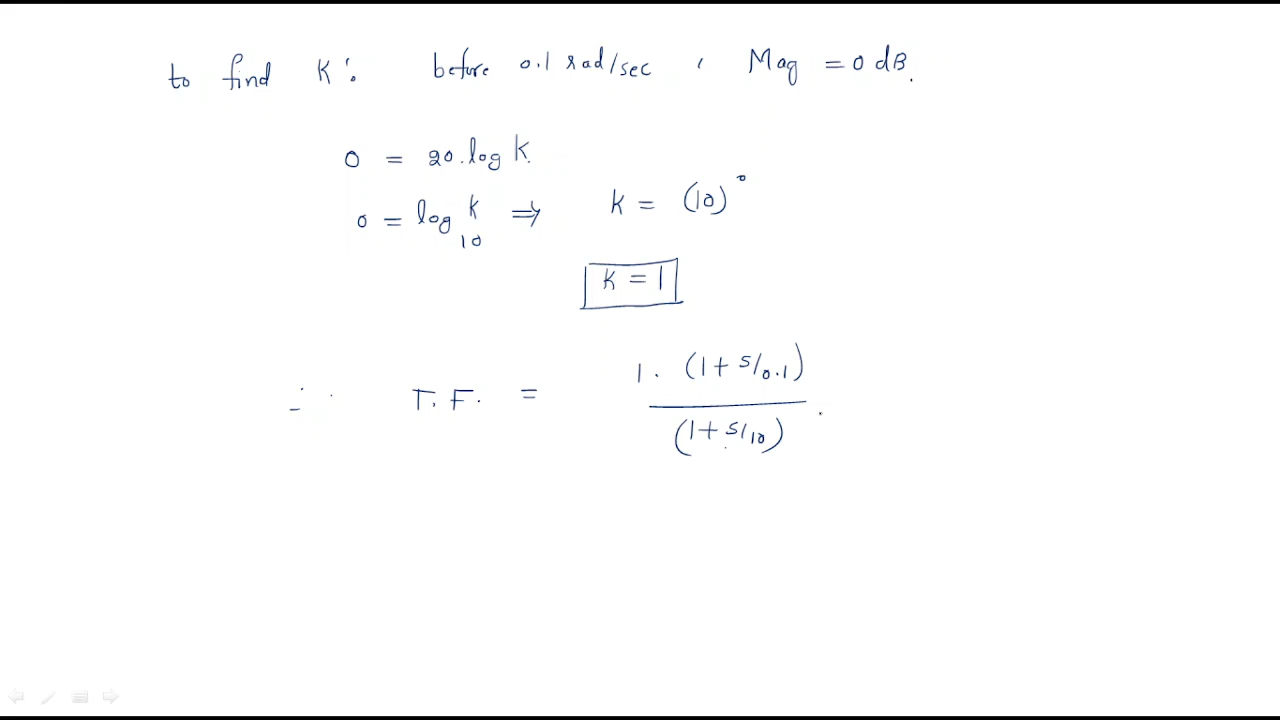 to find K: before 0.1 rad/sec , Mag = 0 dB.
0 = 20.log K
0 = log₁₀ K ⇒ K = (10)⁰
K = 1
∴ T.F. = 1. (1+s/0.1)
(1+s/10)